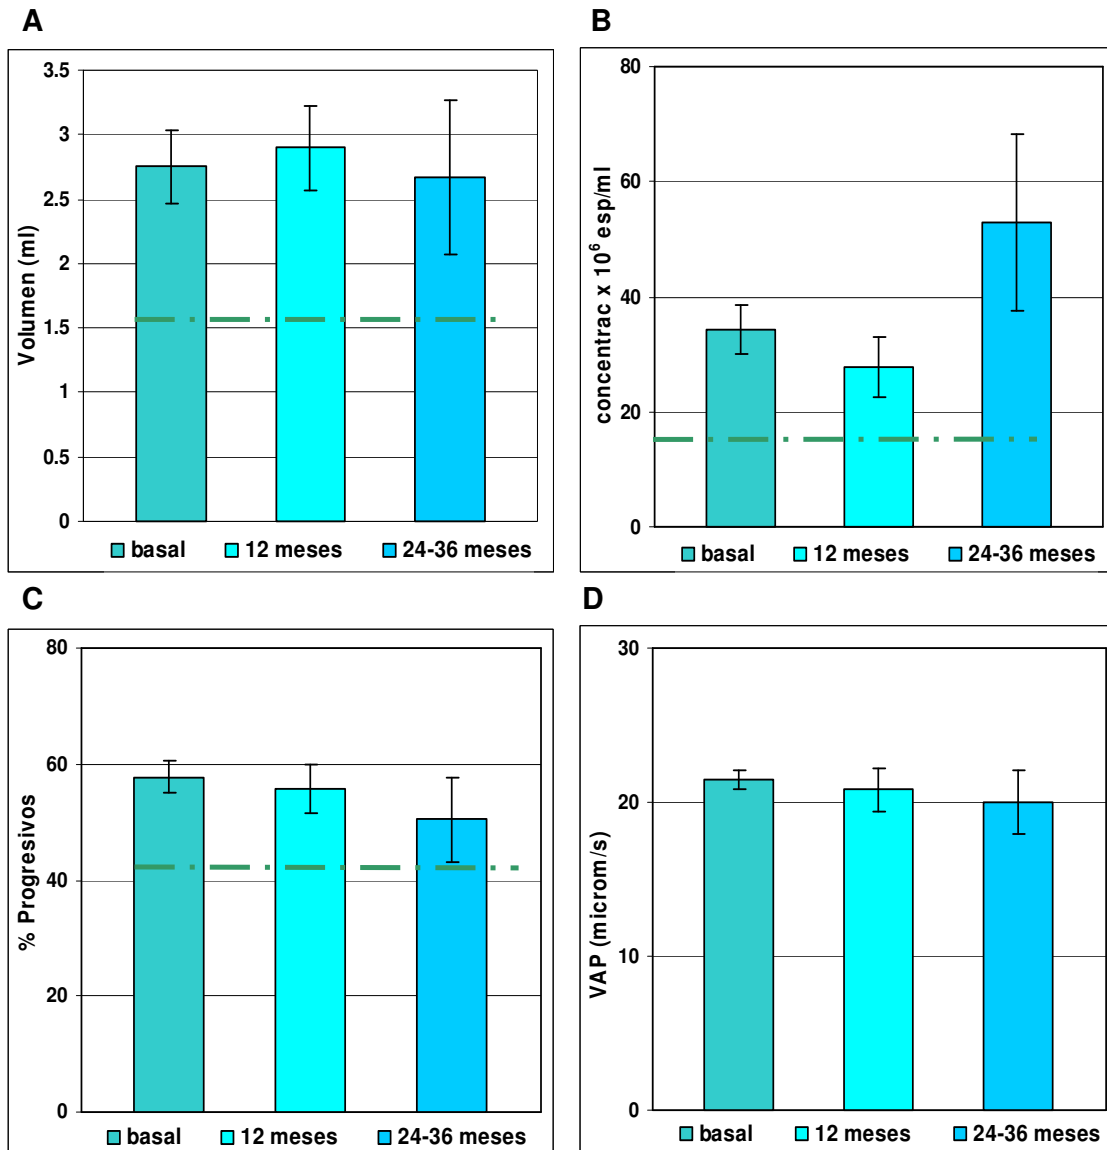 A
Volumen (ml)
3.5
3
2.5
2
1.5
1
0.5
0
basal 12 meses 24-36 meses
B
concentrac x 10⁶ esp/ml
80
60
40
20
0
basal 12 meses 24-36 meses
C
% Progresivos
80
60
40
20
0
basal 12 meses 24-36 meses
D
VAP (microm/s)
30
20
10
0
basal 12 meses 24-36 meses